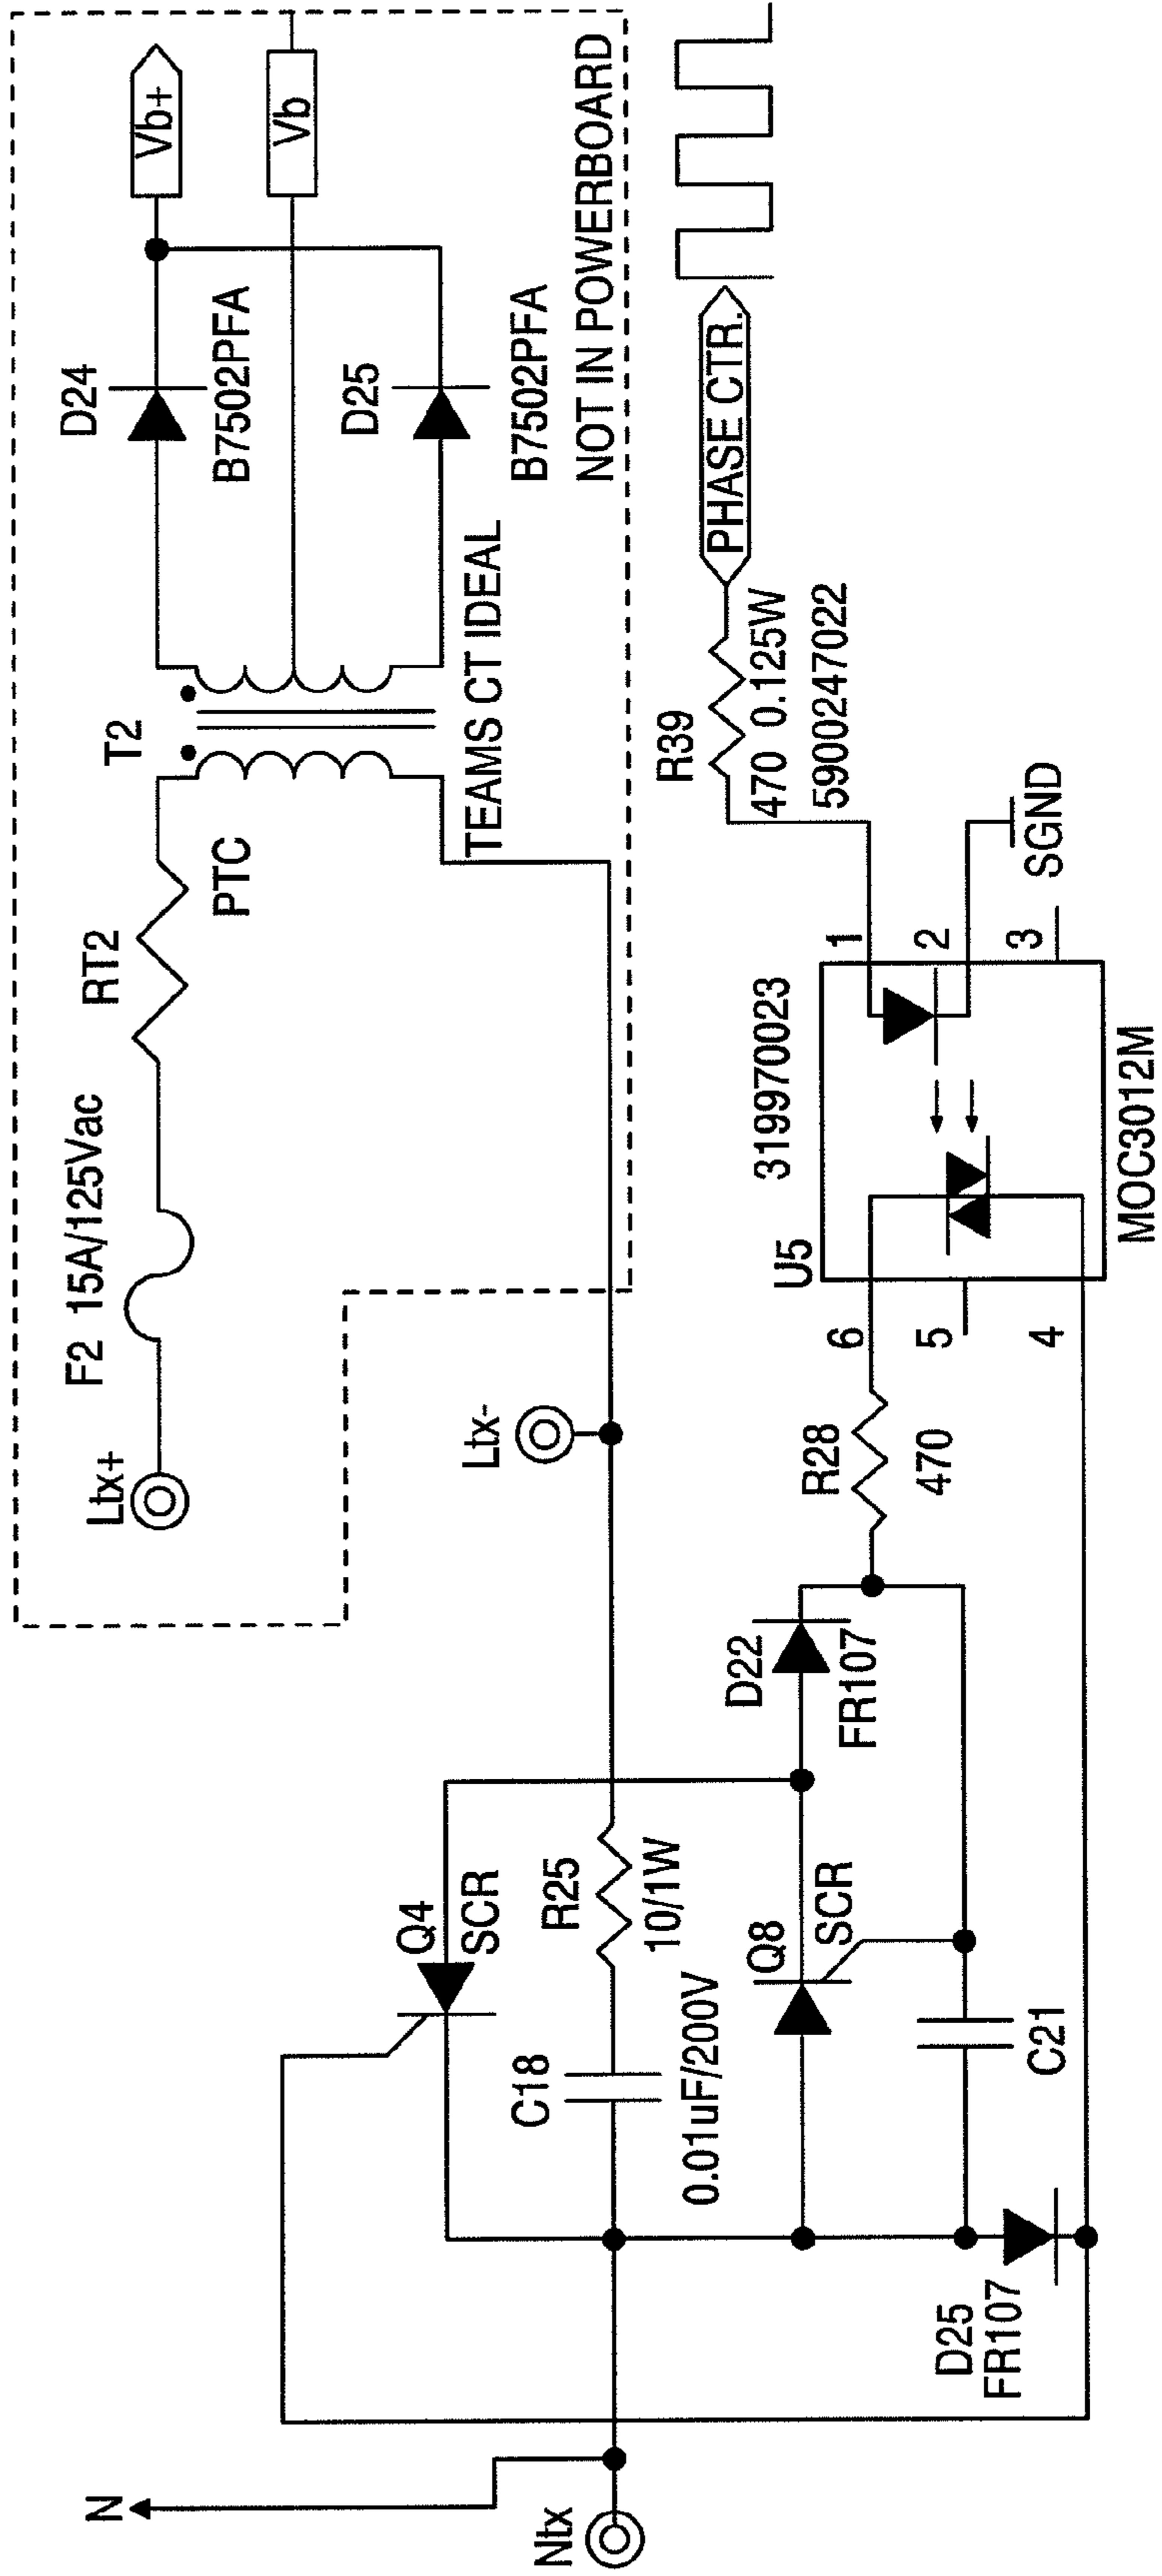 Ltx+
F2 15A/125Vac
RT2
PTC
T2
TEAMS CT IDEAL
D24
B7502PFA
D25
B7502PFA
Vb+
Vb
NOT IN POWERBOARD
N
Ntx
Q4
SCR
C18
0.01uF/200V
R25
10/1W
Ltx-
Q8
SCR
D22
FR107
C21
D25
FR107
R28
470
U5
319970023
6
5
4
1
2
3
MOC3012M
SGND
R39
470 0.125W
5900247022
PHASE CTR.